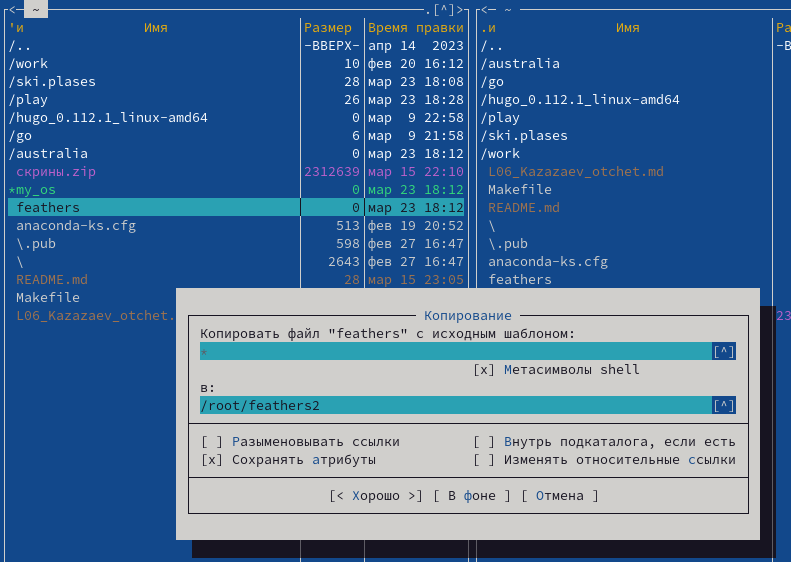 <- ~ .[^]> <- ~
'и Имя Размер Время правки .и Имя Ра
/.. -ВВЕРХ- апр 14 2023 /..
/work 10 фев 20 16:12 /australia
/ski.plases 28 мар 23 18:08 /go
/play 26 мар 23 18:28 /hugo_0.112.1_linux-amd64
/hugo_0.112.1_linux-amd64 0 мар 9 22:58 /play
/go 6 мар 9 21:58 /ski.plases
/australia 0 мар 23 18:12 /work
скрины.zip 2312639 мар 15 22:10 L06_Kazazaev_otchet.md
*my_os 0 мар 23 18:12 Makefile
feathers 0 мар 23 18:12 README.md
anaconda-ks.cfg 513 фев 19 20:52 \
\.pub 598 фев 27 16:47 \.pub
\ 2643 фев 27 16:47 anaconda-ks.cfg
README.md 28 мар 15 23:05 feathers
Makefile
L06_Kazazaev_otchet. 23
Копирование
Копировать файл "feathers" с исходным шаблоном:
* [^]
[x] Метасимволы shell
в:
/root/feathers2 [^]
[ ] Разыменовывать ссылки [ ] Внутрь подкаталога, если есть
[x] Сохранять атрибуты [ ] Изменять относительные ссылки
[< Хорошо >] [ В фоне ] [ Отмена ]